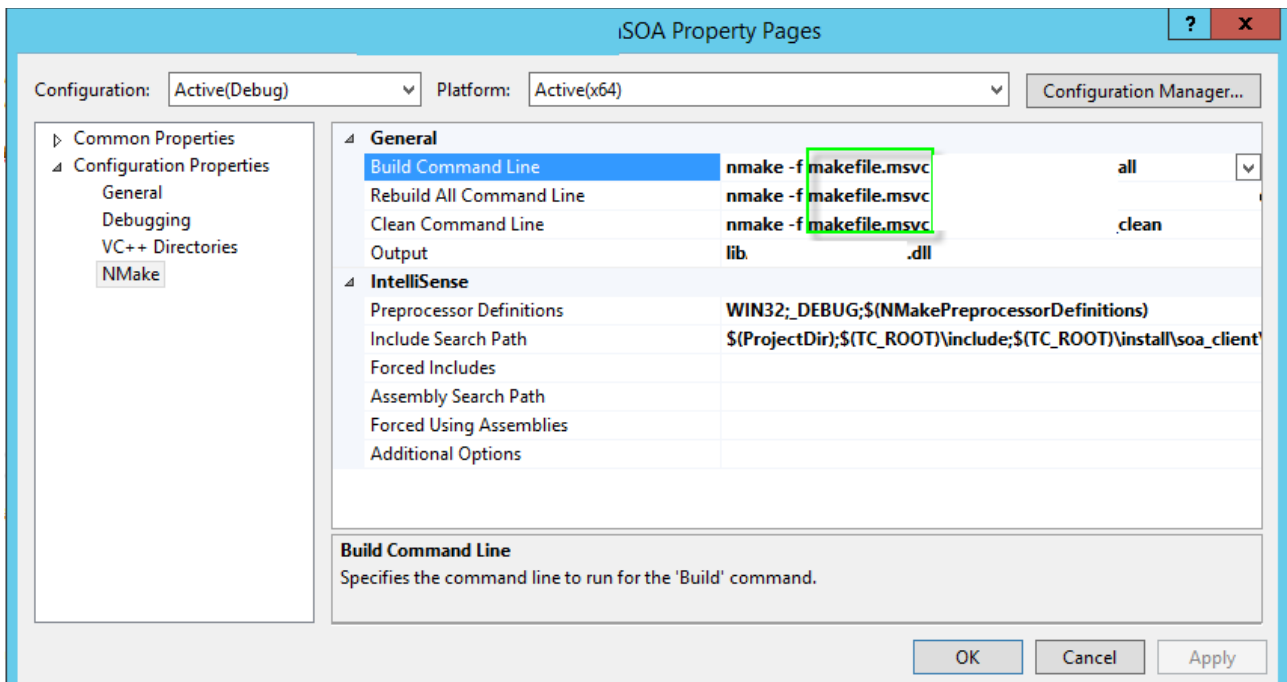 SOA Property Pages
?
x
Configuration: Active(Debug) Platform: Active(x64) Configuration Manager...
Common Properties
Configuration Properties
General
Debugging
VC++ Directories
NMake
General
Build Command Line nmake -f makefile.msvc all
Rebuild All Command Line nmake -f makefile.msvc
Clean Command Line nmake -f makefile.msvc clean
Output lib .dll
IntelliSense
Preprocessor Definitions WIN32;_DEBUG;$(NMakePreprocessorDefinitions)
Include Search Path $(ProjectDir);$(TC_ROOT)\include;$(TC_ROOT)\install\soa_client\
Forced Includes
Assembly Search Path
Forced Using Assemblies
Additional Options
Build Command Line
Specifies the command line to run for the 'Build' command.
OK Cancel Apply